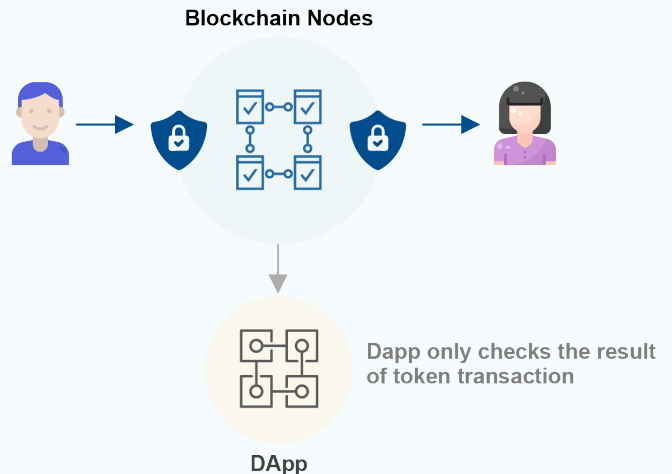 Blockchain Nodes
Dapp only checks the result
of token transaction
DApp